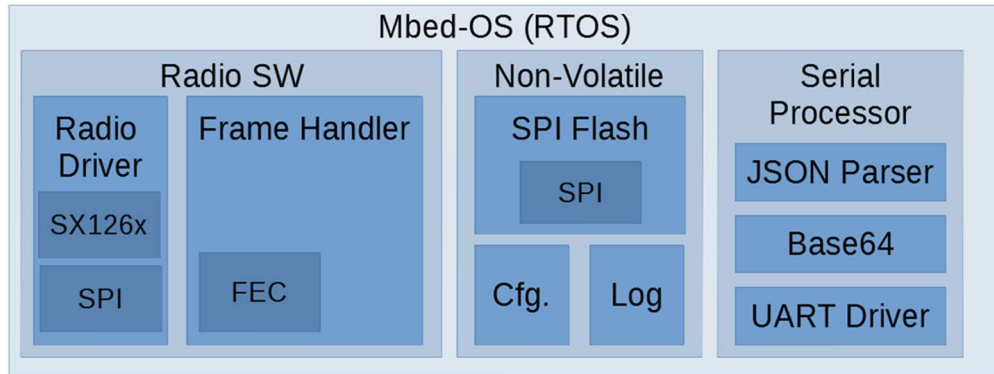 Mbed-OS (RTOS)
Radio SW
Radio
Driver
SX126x
SPI
Frame Handler
FEC
Non-Volatile
SPI Flash
SPI
Cfg.
Log
Serial
Processor
JSON Parser
Base64
UART Driver